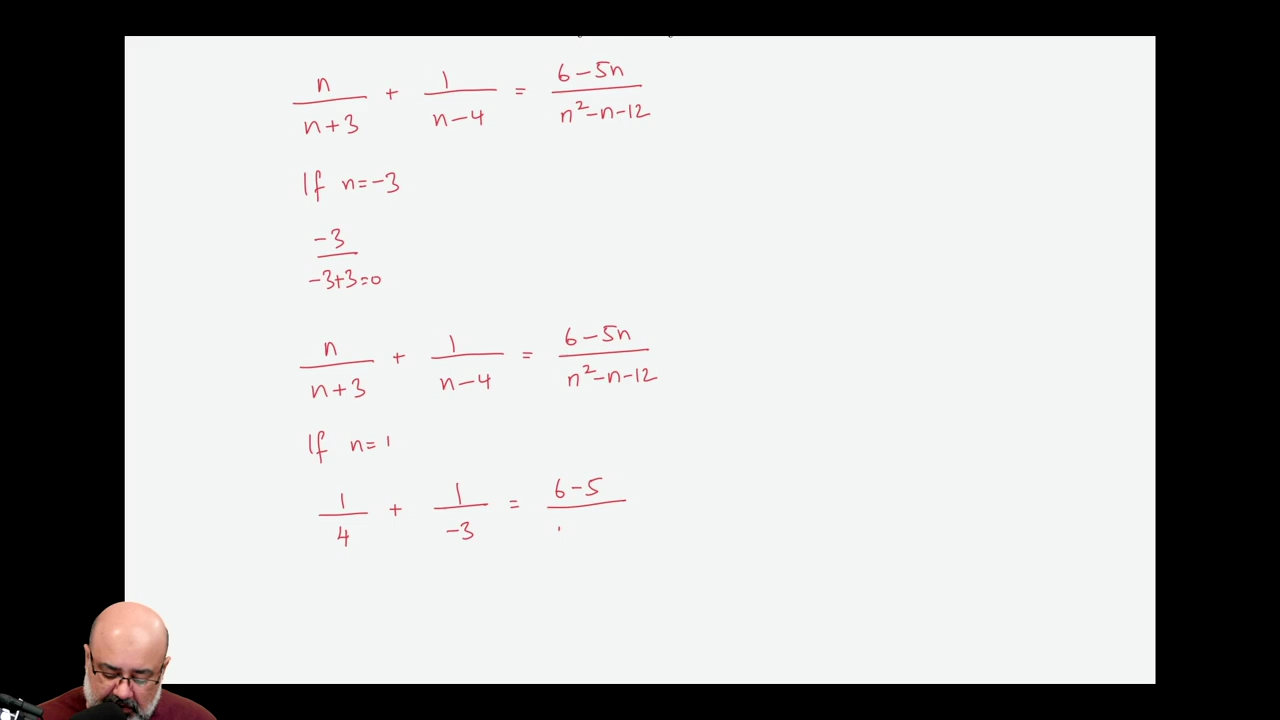 n/(n+3) + 1/(n-4) = (6-5n)/(n²-n-12)
If n=-3
-3/(-3+3=0)
n/(n+3) + 1/(n-4) = (6-5n)/(n²-n-12)
If n=1
1/4 + 1/-3 = (6-5)/